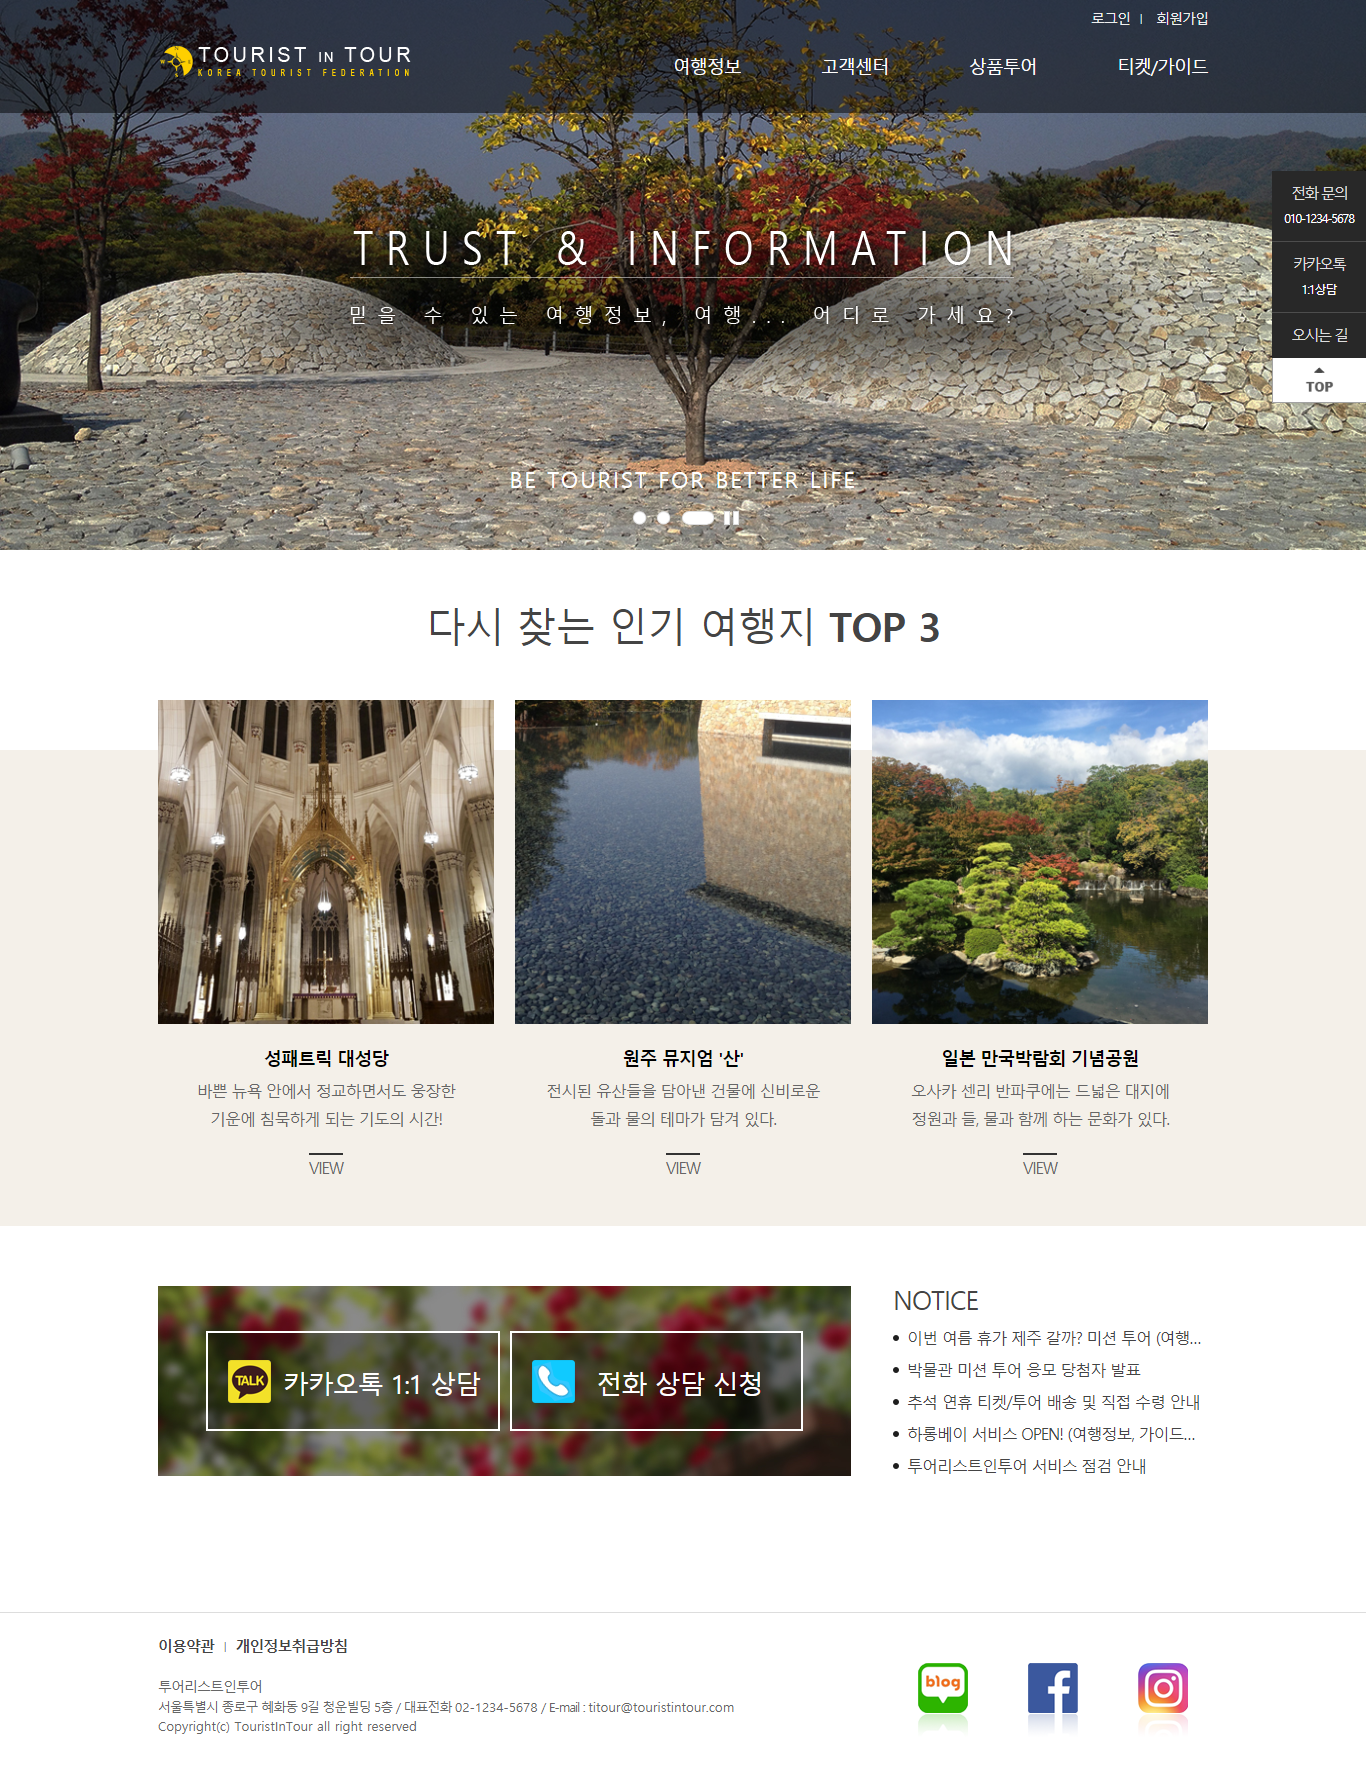 로그인 | 회원가입
TOURIST IN TOUR
KOREA TOURIST FEDERATION
여행정보
고객센터
상품투어
티켓/가이드
전화 문의
010-1234-5678
카카오톡
1:1상담
오시는 길
TOP
TRUST & INFORMATION
믿을 수 있는 여행정보, 여행... 어디로 가세요?
BE TOURIST FOR BETTER LIFE
다시 찾는 인기 여행지 TOP 3
성패트릭 대성당
바쁜 뉴욕 안에서 정교하면서도 웅장한
기운에 침묵하게 되는 기도의 시간!
VIEW
원주 뮤지엄 '산'
전시된 유산들을 담아낸 건물에 신비로운
돌과 물의 테마가 담겨 있다.
VIEW
일본 만국박람회 기념공원
오사카 센리 반파쿠에는 드넓은 대지에
정원과 들, 물과 함께 하는 문화가 있다.
VIEW
TALK
카카오톡 1:1 상담
전화 상담 신청
NOTICE
이번 여름 휴가 제주 갈까? 미션 투어 (여행...
박물관 미션 투어 응모 당첨자 발표
추석 연휴 티켓/투어 배송 및 직접 수령 안내
하롱베이 서비스 OPEN! (여행정보, 가이드...
투어리스트인투어 서비스 점검 안내
이용약관 | 개인정보취급방침
투어리스트인투어
서울특별시 종로구 혜화동 9길 청운빌딩 5층 / 대표전화 02-1234-5678 / E-mail : titour@touristintour.com
Copyright(c) TouristInTour all right reserved
blog